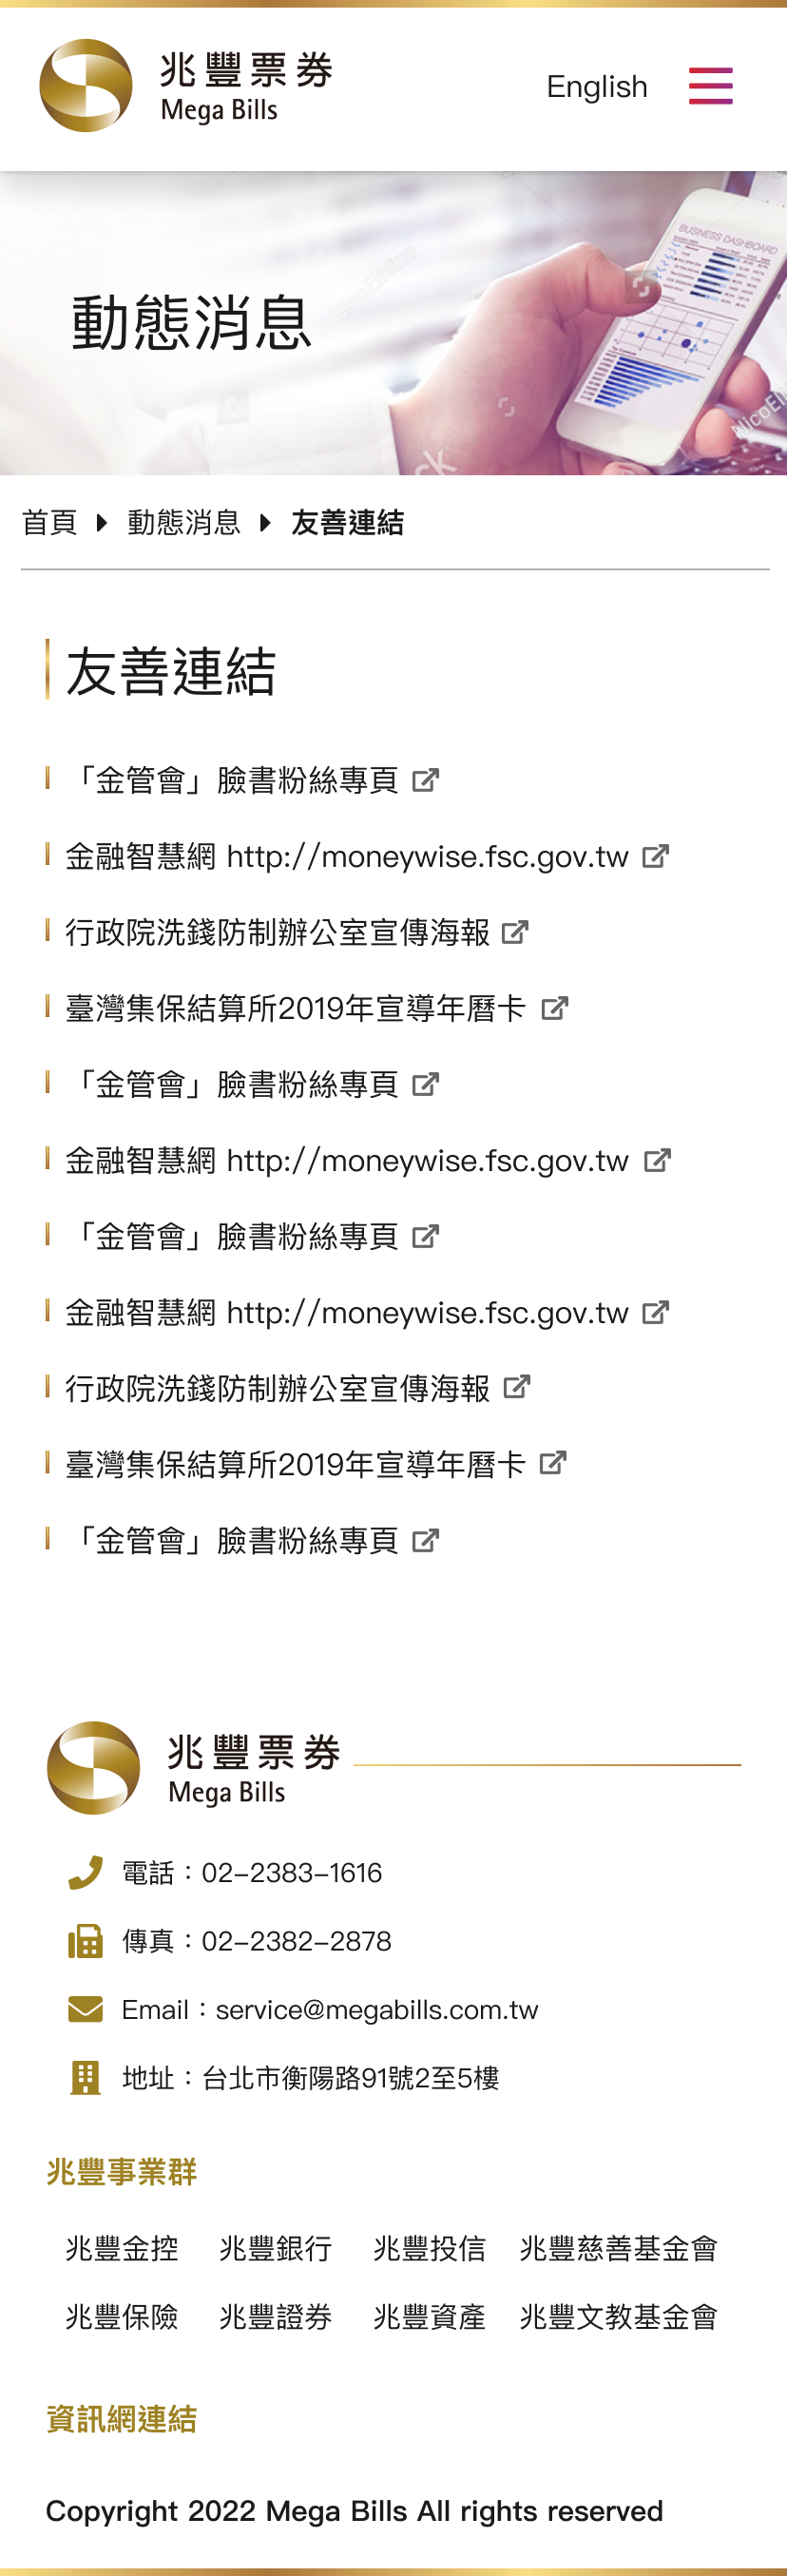 兆豐票券
Mega Bills
English
BUSINESS DASHBOARD
動態消息
首頁 動態消息 友善連結
友善連結
「金管會」臉書粉絲專頁
金融智慧網 http://moneywise.fsc.gov.tw
行政院洗錢防制辦公室宣傳海報
臺灣集保結算所2019年宣導年曆卡
「金管會」臉書粉絲專頁
金融智慧網 http://moneywise.fsc.gov.tw
「金管會」臉書粉絲專頁
金融智慧網 http://moneywise.fsc.gov.tw
行政院洗錢防制辦公室宣傳海報
臺灣集保結算所2019年宣導年曆卡
「金管會」臉書粉絲專頁
兆豐票券
Mega Bills
電話：02-2383-1616
傳真：02-2382-2878
Email：service@megabills.com.tw
地址：台北市衡陽路91號2至5樓
兆豐事業群
兆豐金控 兆豐銀行 兆豐投信 兆豐慈善基金會
兆豐保險 兆豐證券 兆豐資產 兆豐文教基金會
資訊網連結
Copyright 2022 Mega Bills All rights reserved